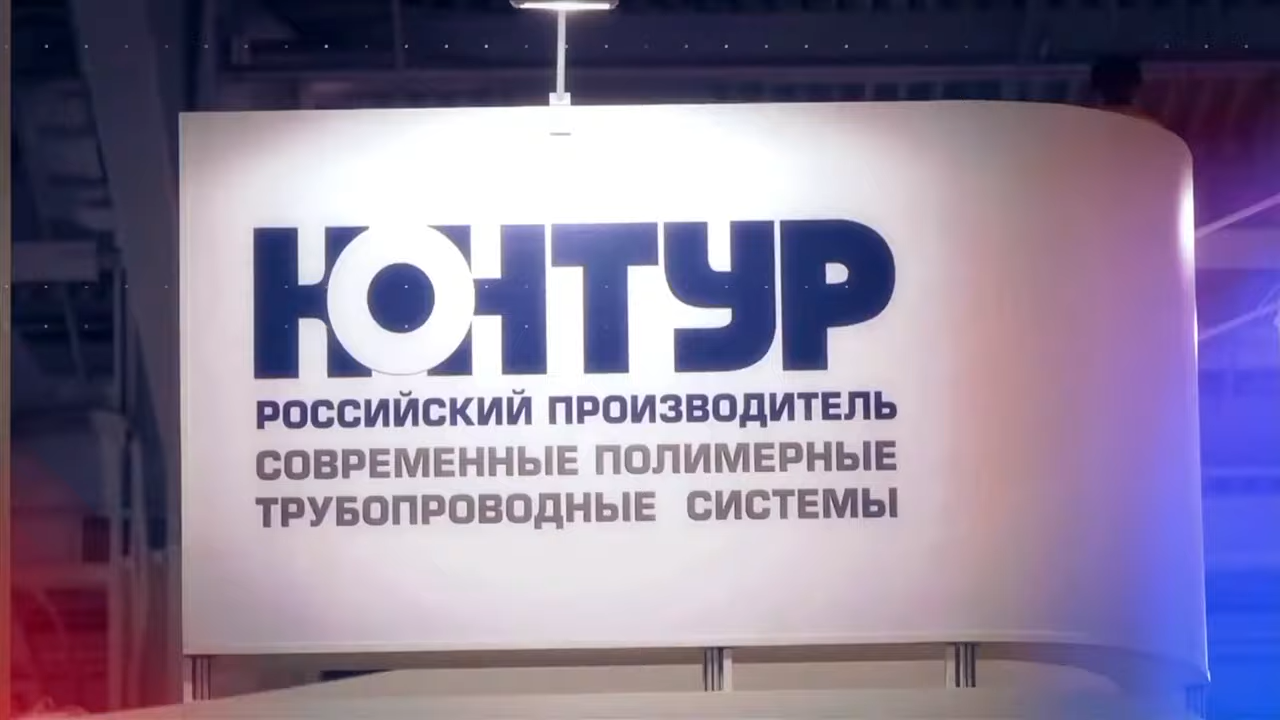 КОНТУР
РОССИЙСКИЙ ПРОИЗВОДИТЕЛЬ
СОВРЕМЕННЫЕ ПОЛИМЕРНЫЕ
ТРУБОПРОВОДНЫЕ СИСТЕМЫ